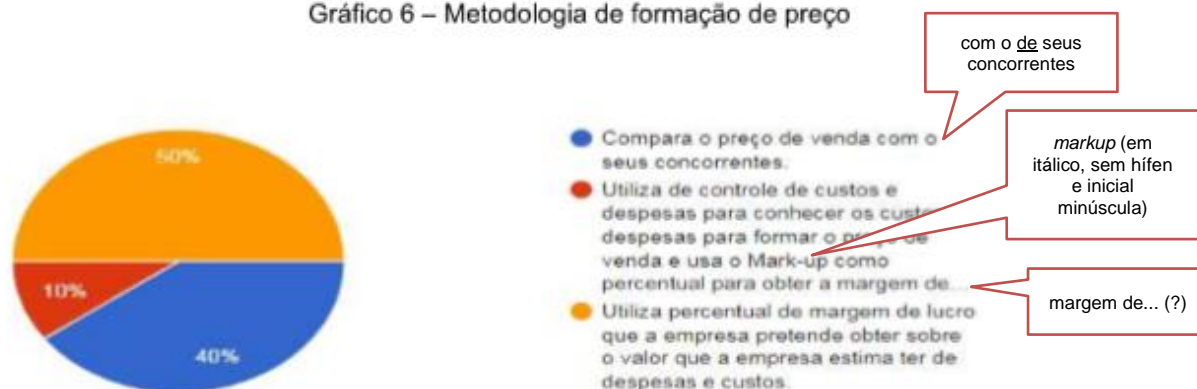 Gráfico 6 – Metodologia de formação de preço
com o de seus
concorrentes
50%
10%
40%
Compara o preço de venda com o
seus concorrentes.
Utiliza de controle de custos e
despesas para conhecer os
despesas para formar o de
venda e usa o Mark-up como
percentual para obter a margem de...
Utiliza percentual de margem de lucro
que a empresa pretende obter sobre
o valor que a empresa estima ter de
despesas e custos.
markup (em
itálico, sem hífen
e inicial
minúscula)
margem de... (?)